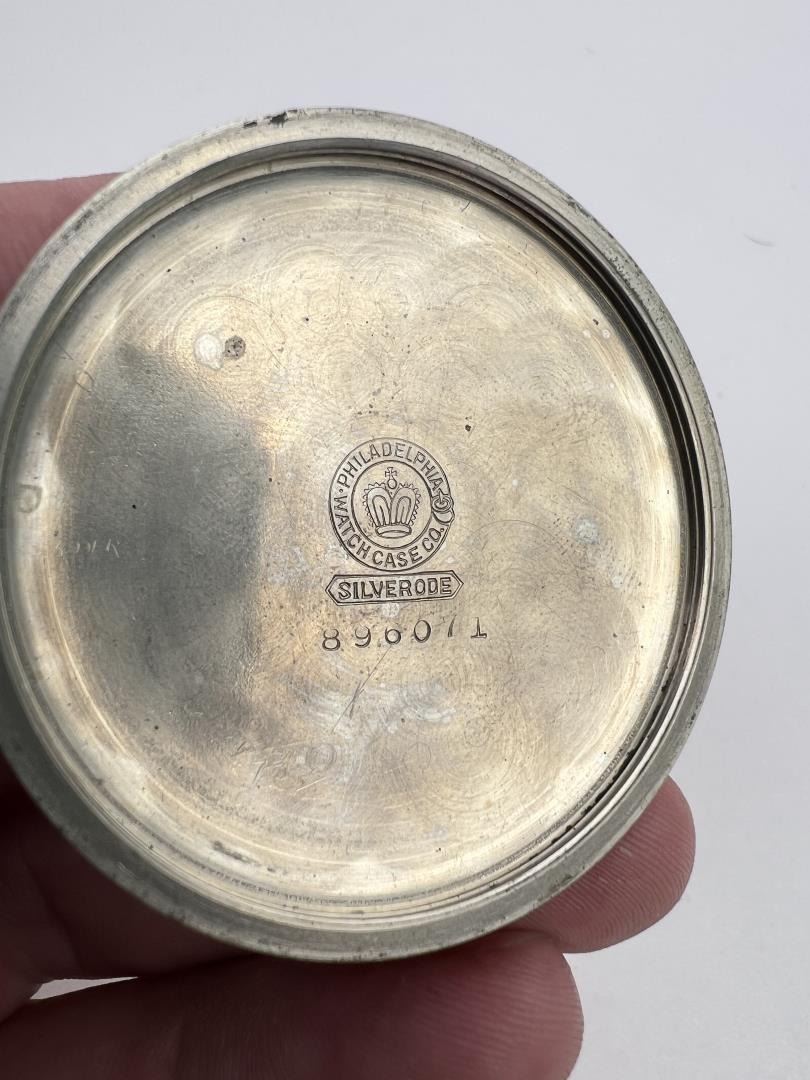 PHILADELPHIA
WATCH CASE CO.
SILVERODE
896071